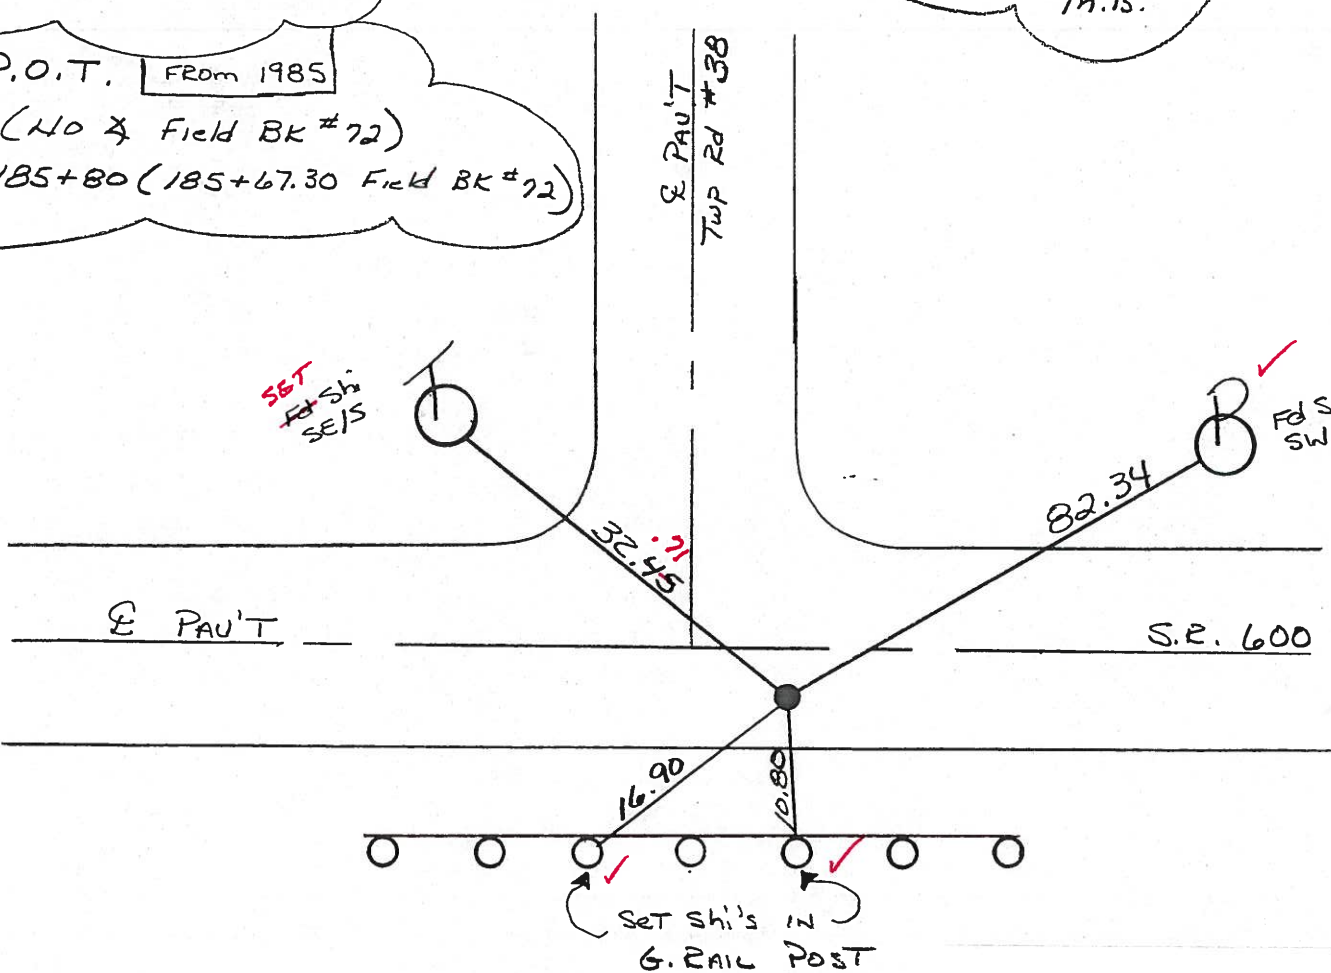 m.B.
P.O.T. FROM 1985
(NO ∡ Field BK #72)
185+80 (185+67.30 Field BK #72)
℄ PAV'T
TWP Rd #38
SET
Fd Shi
SE/S
T
P
Fd S
SW
32.45
.71
82.34
℄ PAV'T
S.R. 600
16.90
10.80
SET Shi's IN
G. RAIL POST